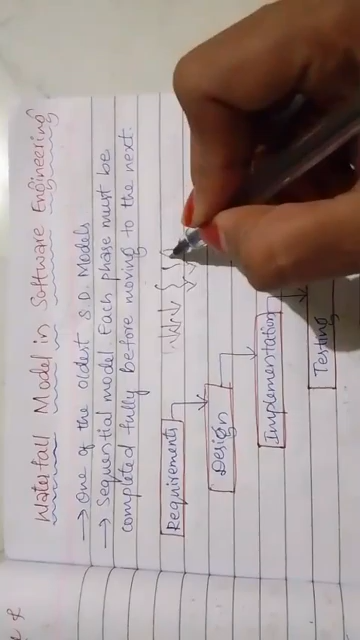 Waterfall Model in Software Engineering
→ One of the oldest S.D. Models
→ Sequential model. Each phase must be
completed fully before moving to the next.
Requirements
Design
Implementation
Testing